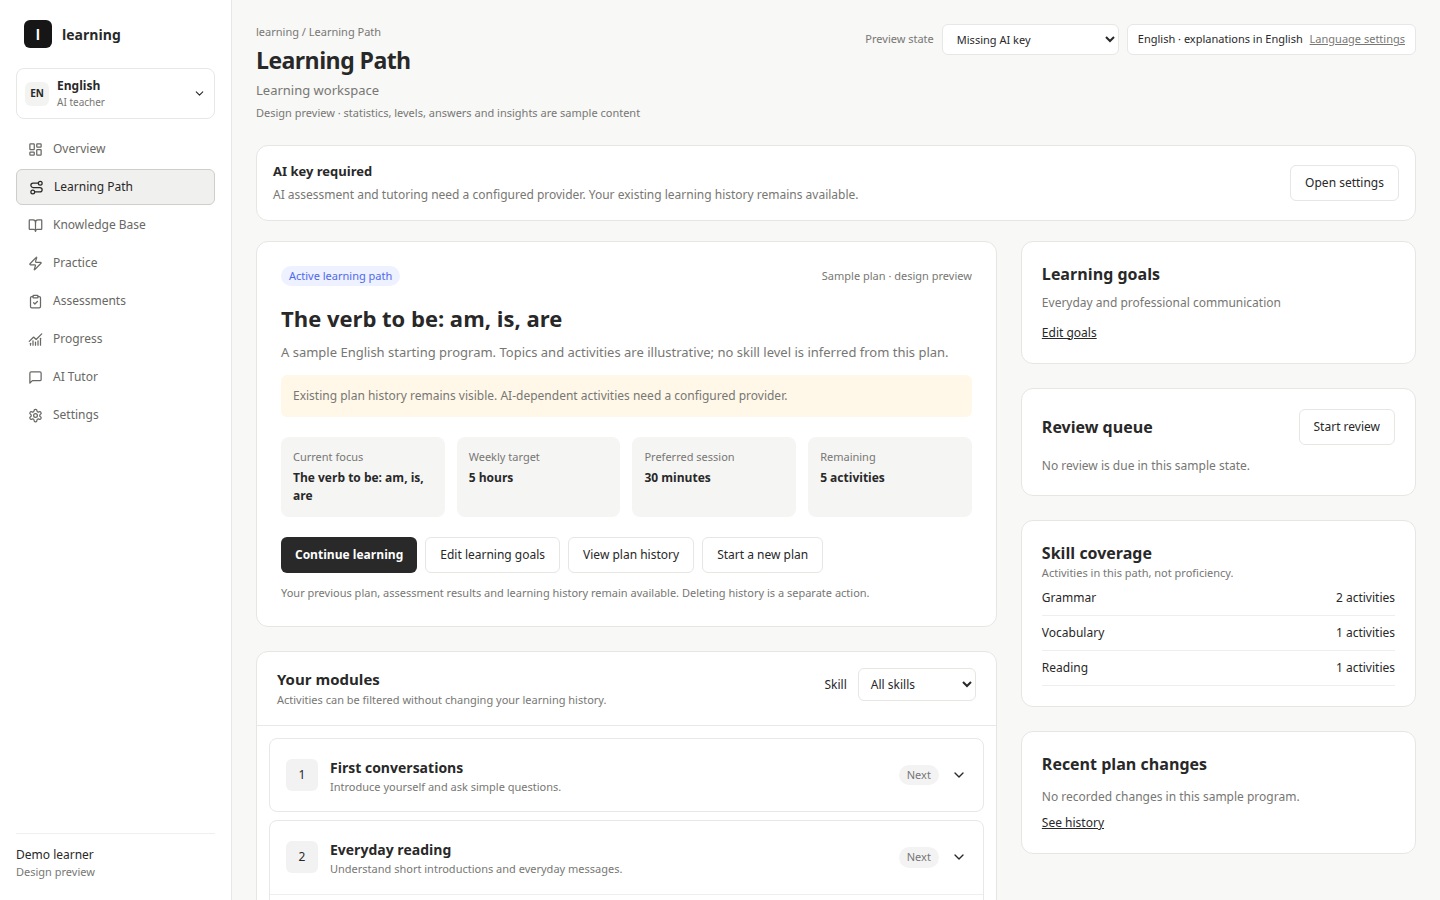 l learning
EN English
AI teacher
Overview
Learning Path
Knowledge Base
Practice
Assessments
Progress
AI Tutor
Settings
Demo learner
Design preview
learning / Learning Path
Learning Path
Learning workspace
Design preview · statistics, levels, answers and insights are sample content
Preview state Missing AI key English · explanations in English Language settings
AI key required
AI assessment and tutoring need a configured provider. Your existing learning history remains available.
Open settings
Active learning path Sample plan · design preview
The verb to be: am, is, are
A sample English starting program. Topics and activities are illustrative; no skill level is inferred from this plan.
Existing plan history remains visible. AI-dependent activities need a configured provider.
Current focus
The verb to be: am, is,
are
Weekly target
5 hours
Preferred session
30 minutes
Remaining
5 activities
Continue learning Edit learning goals View plan history Start a new plan
Your previous plan, assessment results and learning history remain available. Deleting history is a separate action.
Your modules
Activities can be filtered without changing your learning history.
Skill All skills
1 First conversations
Introduce yourself and ask simple questions.
Next
2 Everyday reading
Understand short introductions and everyday messages.
Next
Learning goals
Everyday and professional communication
Edit goals
Review queue
Start review
No review is due in this sample state.
Skill coverage
Activities in this path, not proficiency.
Grammar 2 activities
Vocabulary 1 activities
Reading 1 activities
Recent plan changes
No recorded changes in this sample program.
See history